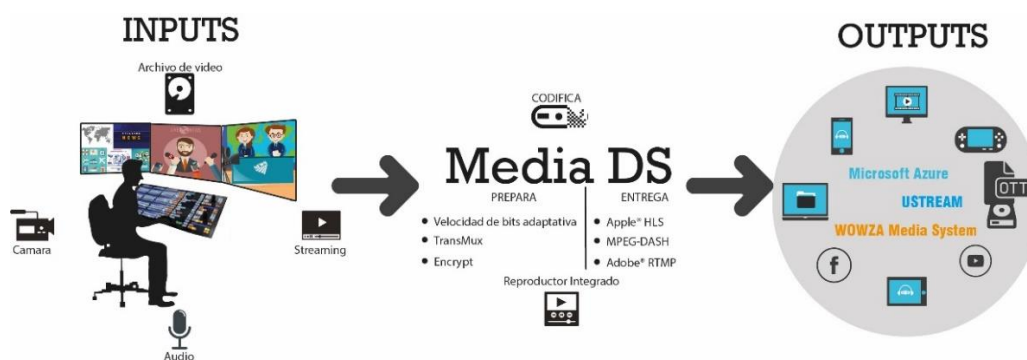 INPUTS
Archivo de video
Camara
Streaming
Audio
CODIFICA
Media DS
PREPARA
• Velocidad de bits adaptativa
• TransMux
• Encrypt
ENTREGA
• Apple® HLS
• MPEG-DASH
• Adobe® RTMP
Reproductor Integrado
OUTPUTS
OTT
Microsoft Azure
USTREAM
WOWZA Media System